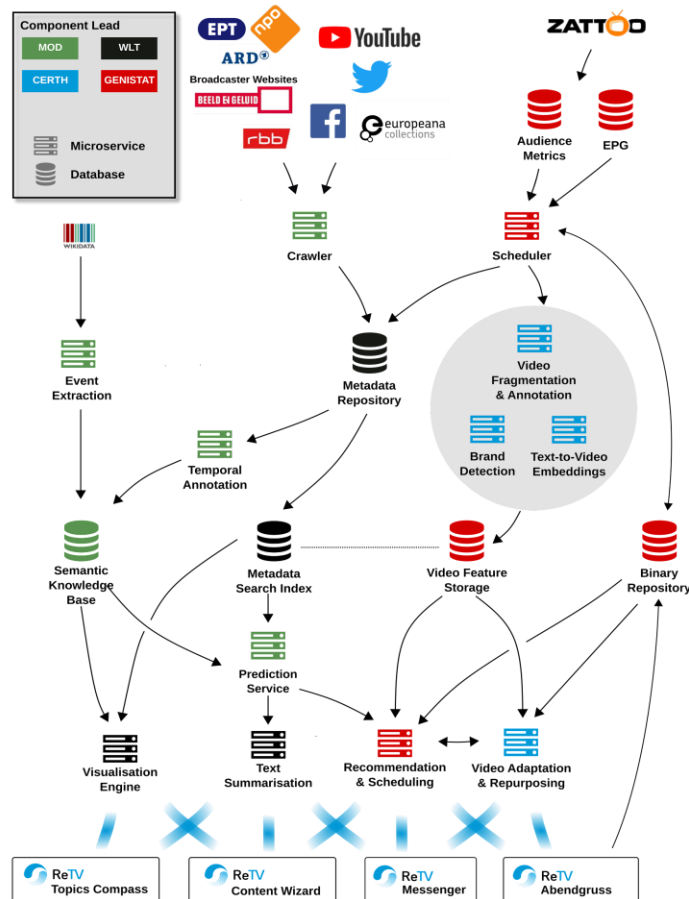 Component Lead
MOD
WLT
CERTH
GENISTAT
Microservice
Database
EPT
npo
ARD
YouTube
ZATTOO
Broadcaster Websites
BEELD EN GELUID
rbb
europeana
collections
Audience
Metrics
EPG
WIKIDATA
Crawler
Scheduler
Event
Extraction
Metadata
Repository
Video
Fragmentation
& Annotation
Temporal
Annotation
Brand
Detection
Text-to-Video
Embeddings
Semantic
Knowledge
Base
Metadata
Search Index
Video Feature
Storage
Binary
Repository
Prediction
Service
Visualisation
Engine
Text
Summarisation
Recommendation
& Scheduling
Video Adaptation
& Repurposing
ReTV
Topics Compass
ReTV
Content Wizard
ReTV
Messenger
ReTV
Abendgruss